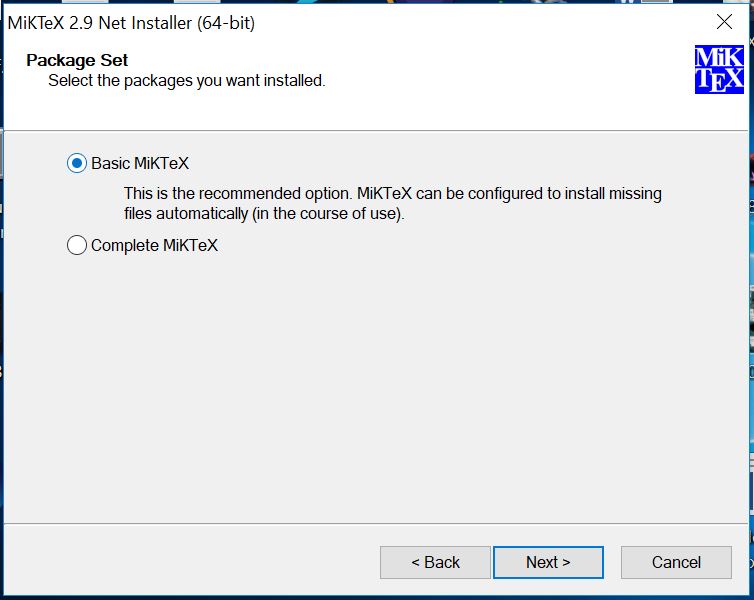 MiKTeX 2.9 Net Installer (64-bit)
Package Set
Select the packages you want installed.
MiK
TEX
Basic MiKTeX
This is the recommended option. MiKTeX can be configured to install missing
files automatically (in the course of use).
Complete MiKTeX
< Back
Next >
Cancel